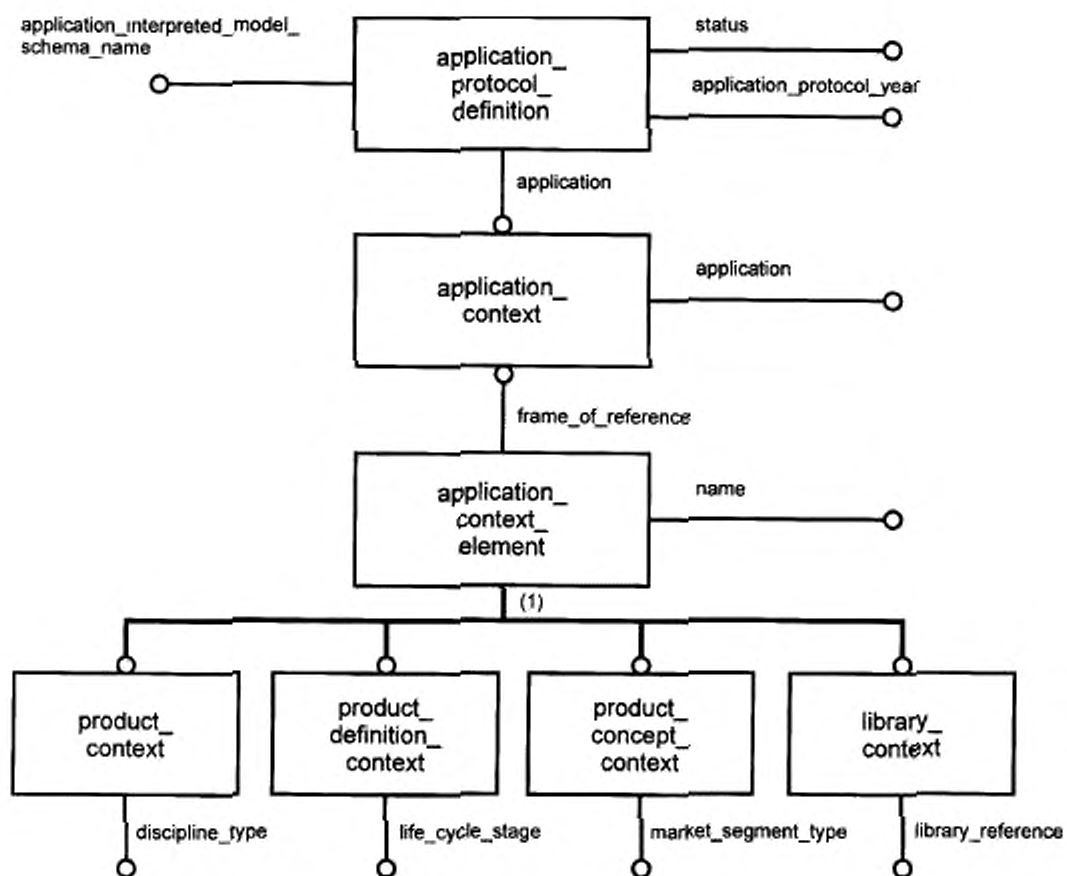 application_interpreted_model_
schema_name
application_
protocol_
definition
status
application_protocol_year
application
application_
context
application
frame_of_reference
application_
context_
element
name
(1)
product_
context
product_
definition_
context
product_
concept_
context
library_
context
discipline_type
life_cycle_stage
market_segment_type
library_reference